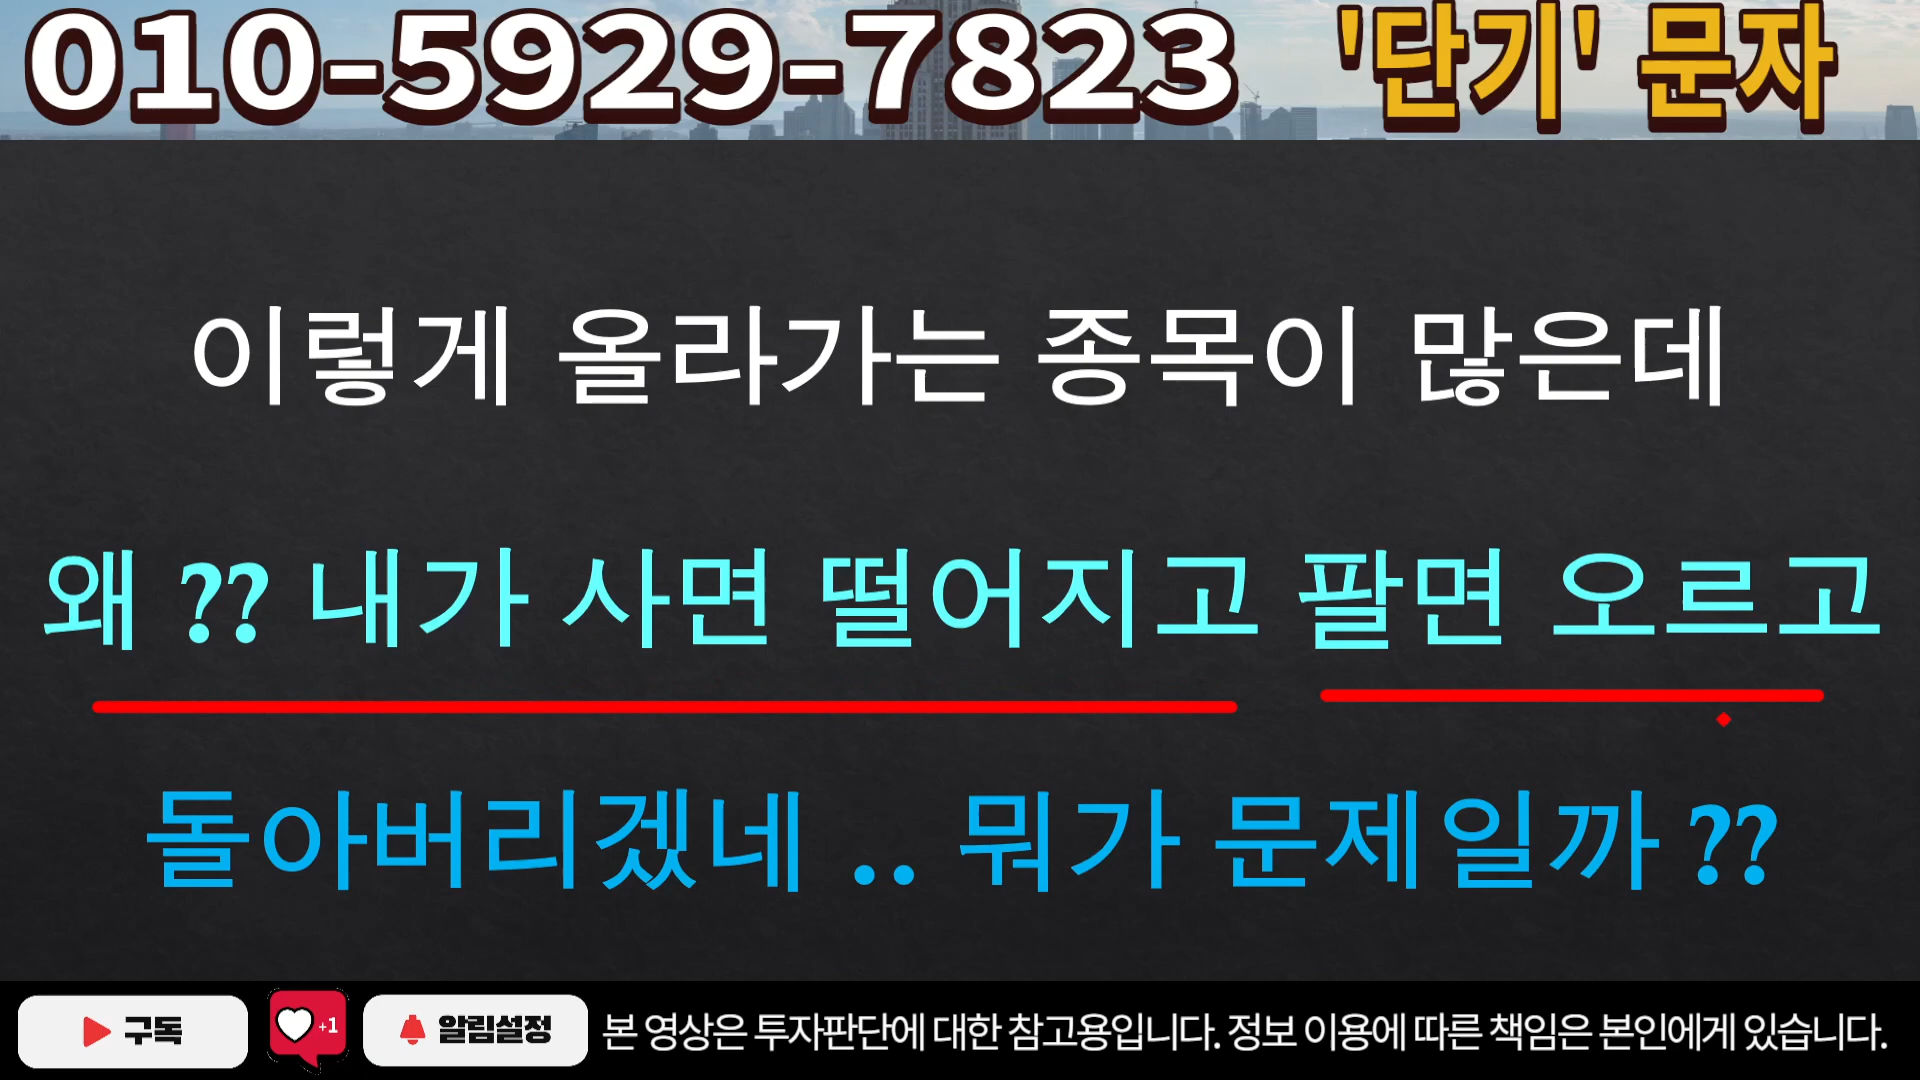 010-5929-7823 '단기' 문자
이렇게 올라가는 종목이 많은데
왜 ?? 내가 사면 떨어지고 팔면 오르고
돌아버리겠네 .. 뭐가 문제일까 ??
구독 +1 알림설정 본 영상은 투자판단에 대한 참고용입니다. 정보 이용에 따른 책임은 본인에게 있습니다.